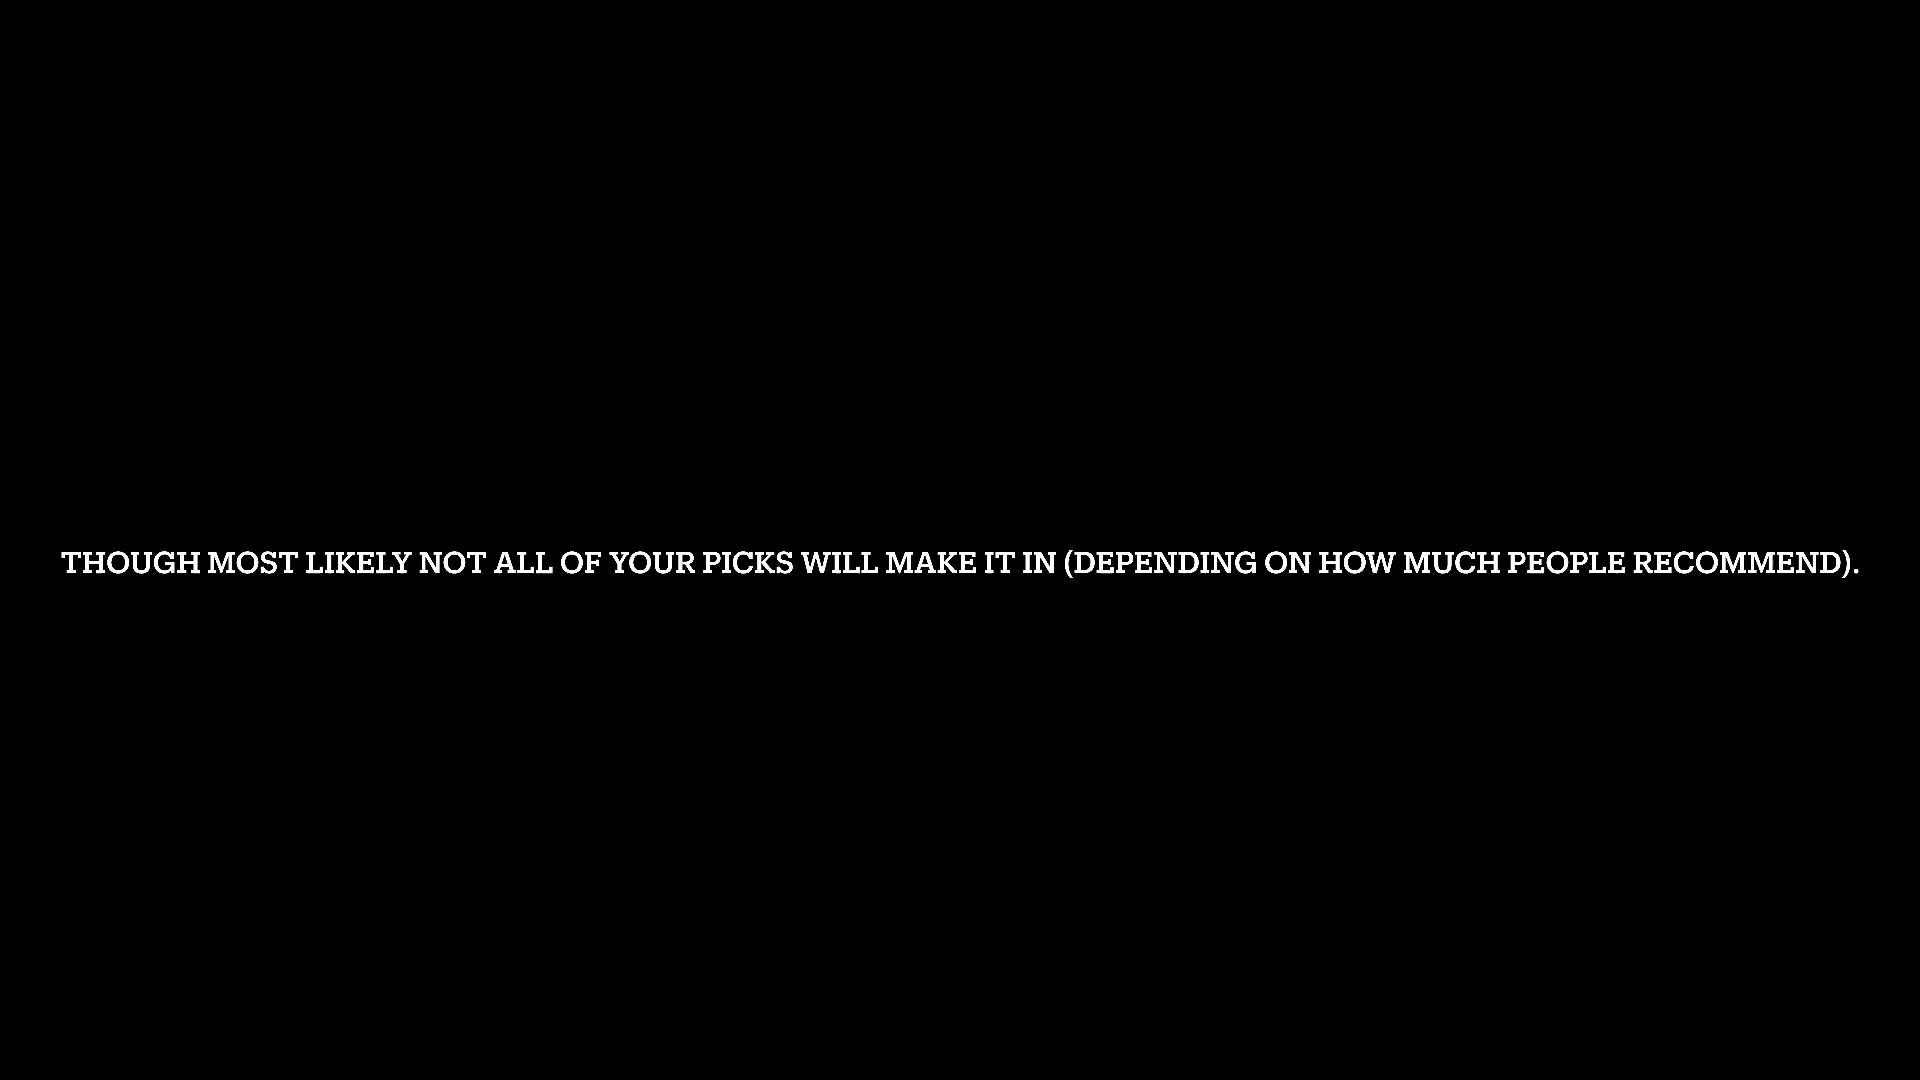 THOUGH MOST LIKELY NOT ALL OF YOUR PICKS WILL MAKE IT IN (DEPENDING ON HOW MUCH PEOPLE RECOMMEND).